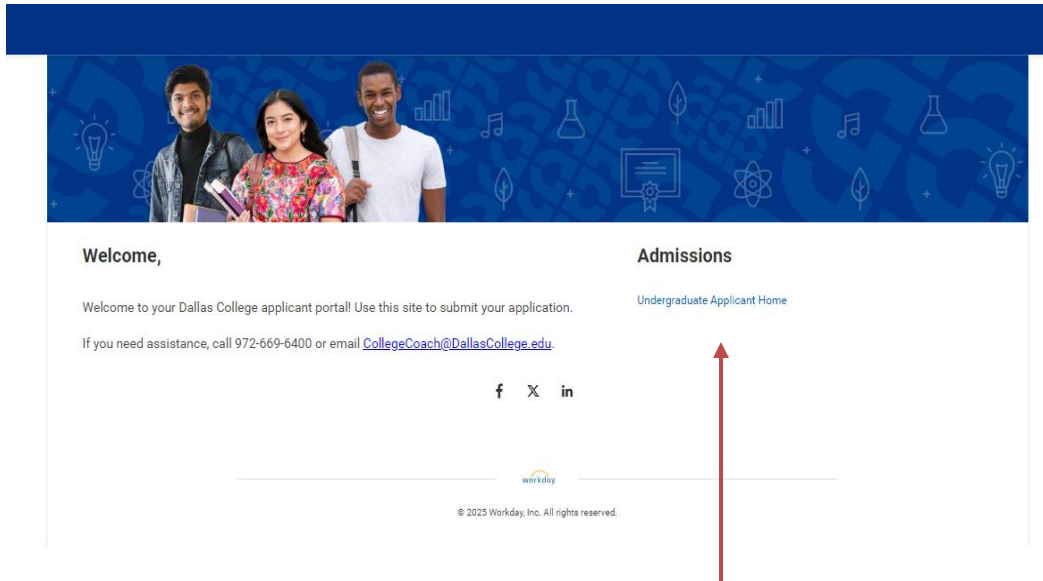 Welcome,
Admissions
Welcome to your Dallas College applicant portal! Use this site to submit your application.
Undergraduate Applicant Home
If you need assistance, call 972-669-6400 or email CollegeCoach@DallasCollege.edu.
f X in
workday
© 2025 Workday, Inc. All rights reserved.